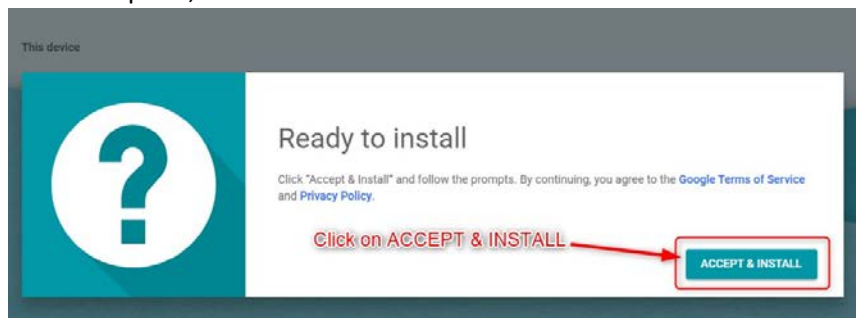 This device
Ready to install
Click "Accept & Install" and follow the prompts. By continuing, you agree to the Google Terms of Service
and Privacy Policy.
Click on ACCEPT & INSTALL
ACCEPT & INSTALL